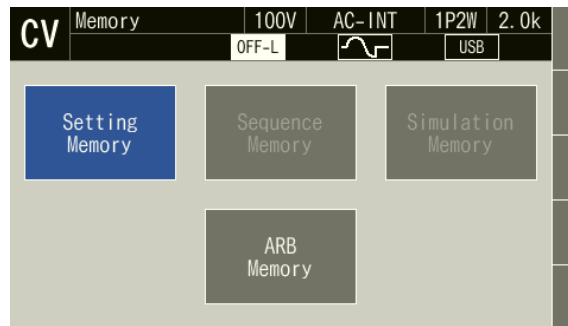 CV Memory 100V AC-INT 1P2W 2.0k
OFF-L USB
Setting Sequence Simulation
Memory Memory Memory
ARB
Memory